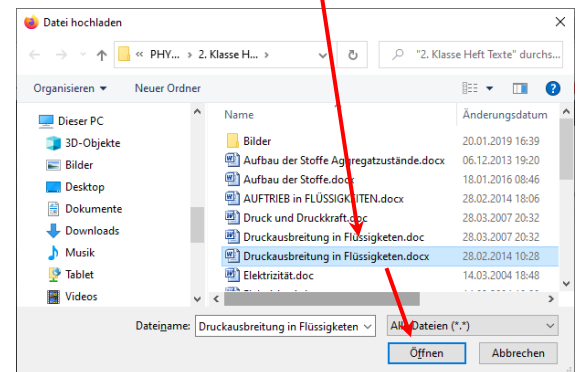 Datei hochladen
« PHY... › 2. Klasse H... ›
"2. Klasse Heft Texte" durchs...
Organisieren
Neuer Ordner
Name
Änderungsdatum
Dieser PC
3D-Objekte
Bilder
Desktop
Dokumente
Downloads
Musik
Tablet
Videos
Bilder 20.01.2019 16:39
Aufbau der Stoffe Aggregatzustände.docx 06.12.2013 19:20
Aufbau der Stoffe.docx 18.01.2016 08:46
AUFTRIEB in FLÜSSIGKEITEN.docx 28.02.2014 18:06
Druck und Druckkraft.doc 28.03.2007 20:32
Druckausbreitung in Flüssigketen.doc 28.03.2007 20:32
Druckausbreitung in Flüssigketen.docx 28.02.2014 10:28
Elektrizität.doc 14.03.2004 18:48
Dateiname: Druckausbreitung in Flüssigketen
Alle Dateien (*.*)
Öffnen
Abbrechen